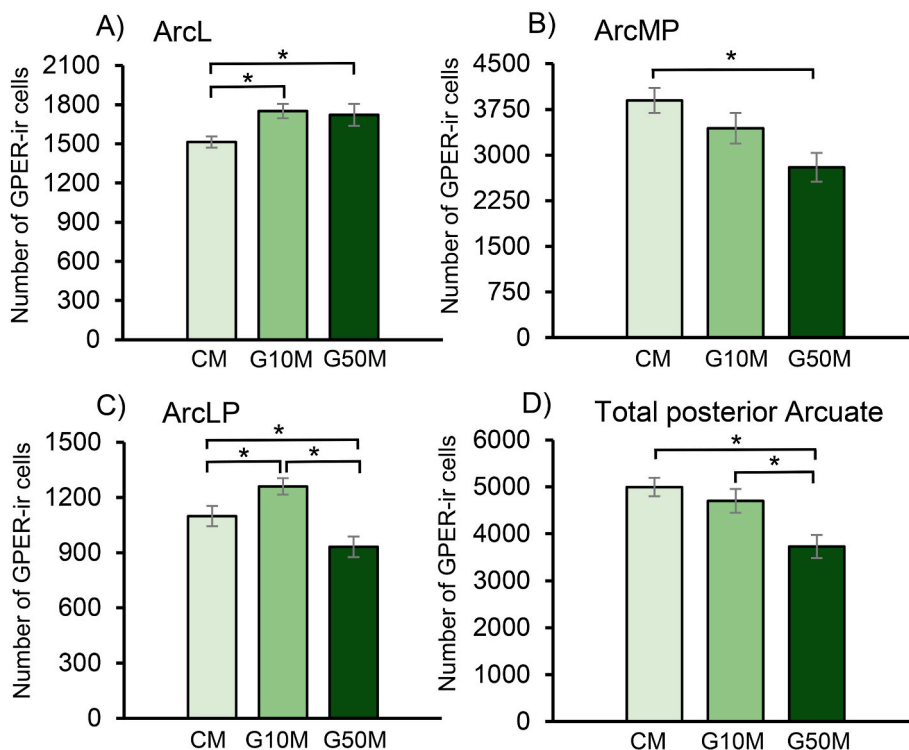 A) ArcL
Number of GPER-ir cells
2100
1800
1500
1200
900
600
300
0
*
*
CM G10M G50M
B) ArcMP
Number of GPER-ir cells
4500
3750
3000
2250
1500
750
0
*
CM G10M G50M
C) ArcLP
Number of GPER-ir cells
1500
1200
900
600
300
0
*
* *
CM G10M G50M
D) Total posterior Arcuate
Number of GPER-ir cells
6000
5000
4000
3000
2000
1000
0
*
*
CM G10M G50M